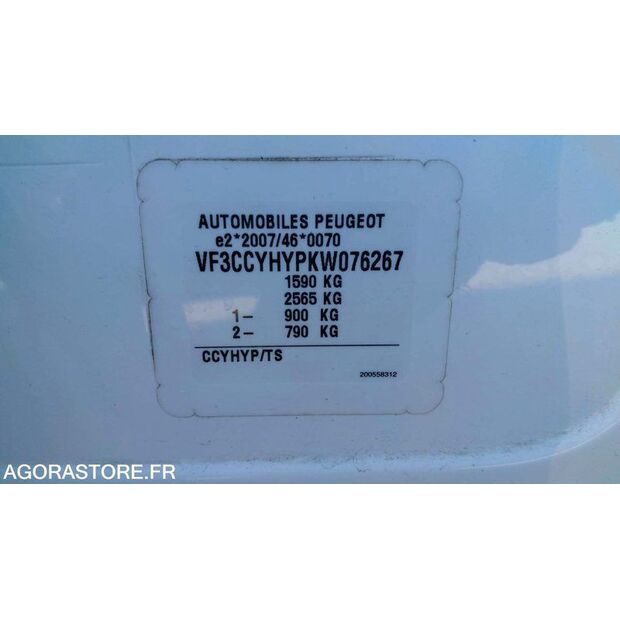 AUTOMOBILES PEUGEOT
e2*2007/46*0070
VF3CCYHYPKW076267
1590 KG
2565 KG
1- 900 KG
2- 790 KG
CCYHYP/TS
200558312
AGORASTORE.FR